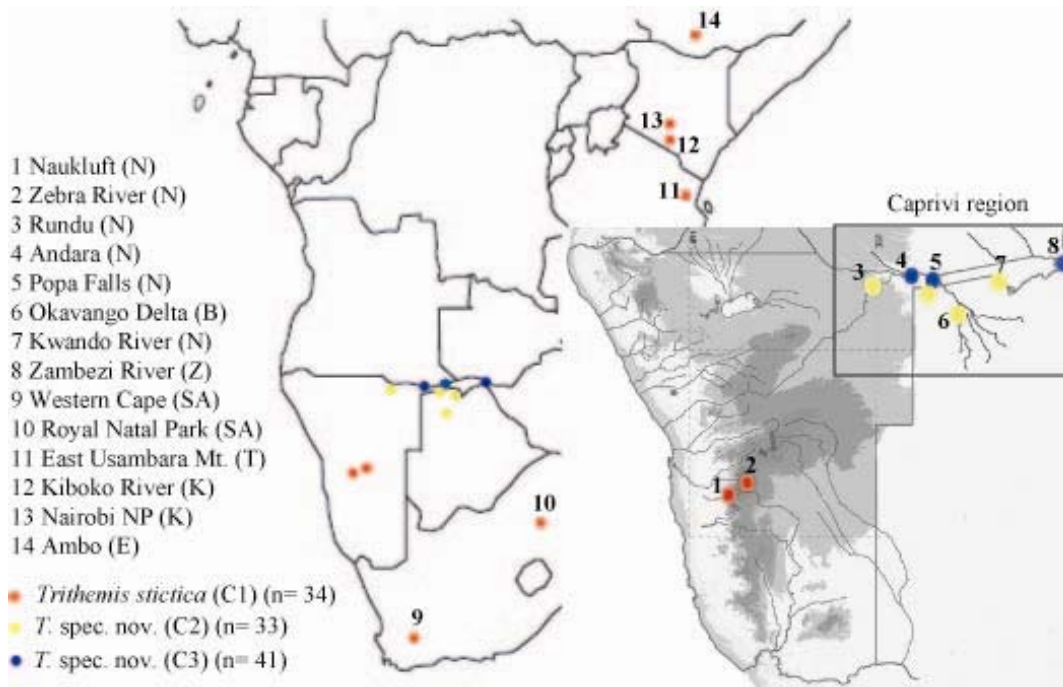 14
13
12
11
1 Naukluft (N)
2 Zebra River (N)
3 Rundu (N)
4 Andara (N)
5 Popa Falls (N)
6 Okavango Delta (B)
7 Kwando River (N)
8 Zambezi River (Z)
9 Western Cape (SA)
10 Royal Natal Park (SA)
11 East Usambara Mt. (T)
12 Kiboko River (K)
13 Nairobi NP (K)
14 Ambo (E)
Trithemis stictica (C1) (n= 34)
T. spec. nov. (C2) (n= 33)
T. spec. nov. (C3) (n= 41)
10
9
Caprivi region
3
4
5
7
8
6
1
2